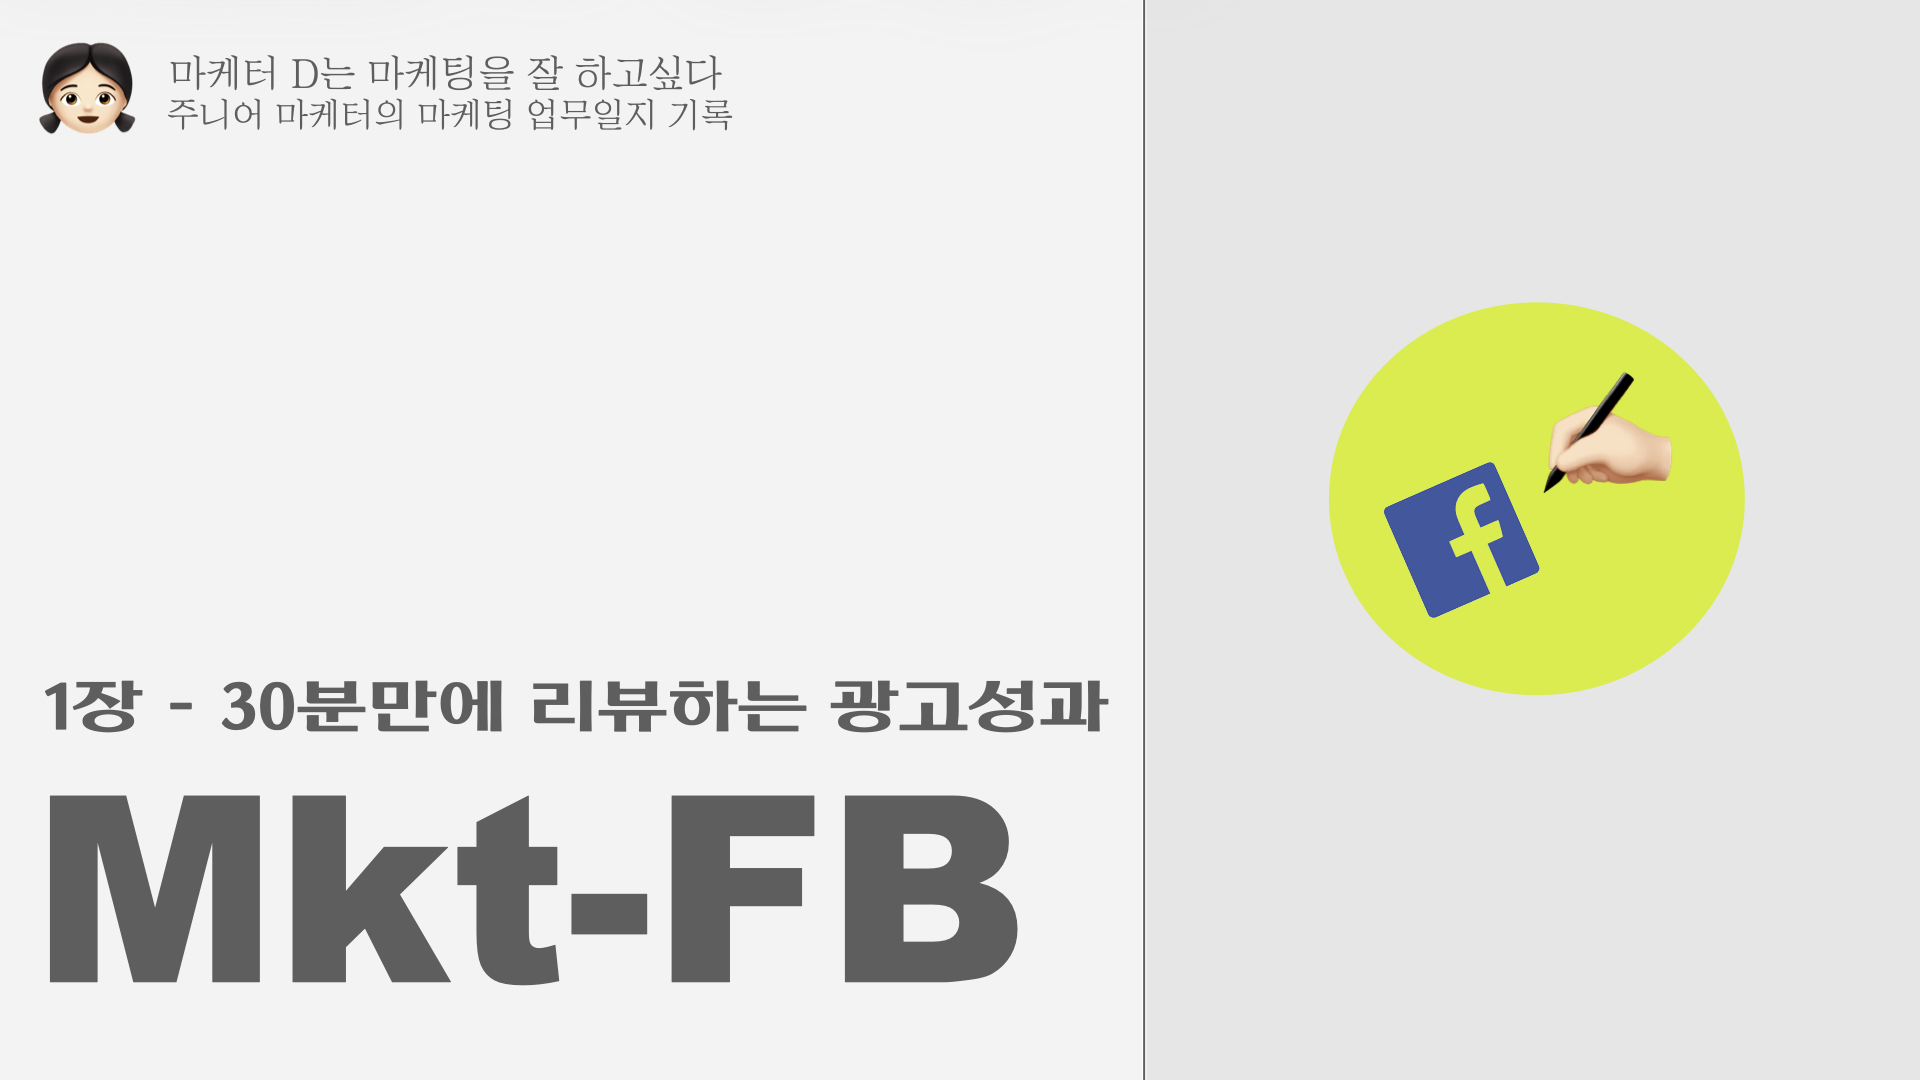 마케터 D는 마케팅을 잘 하고싶다
주니어 마케터의 마케팅 업무일지 기록
1장 - 30분만에 리뷰하는 광고성과
Mkt-FB
f